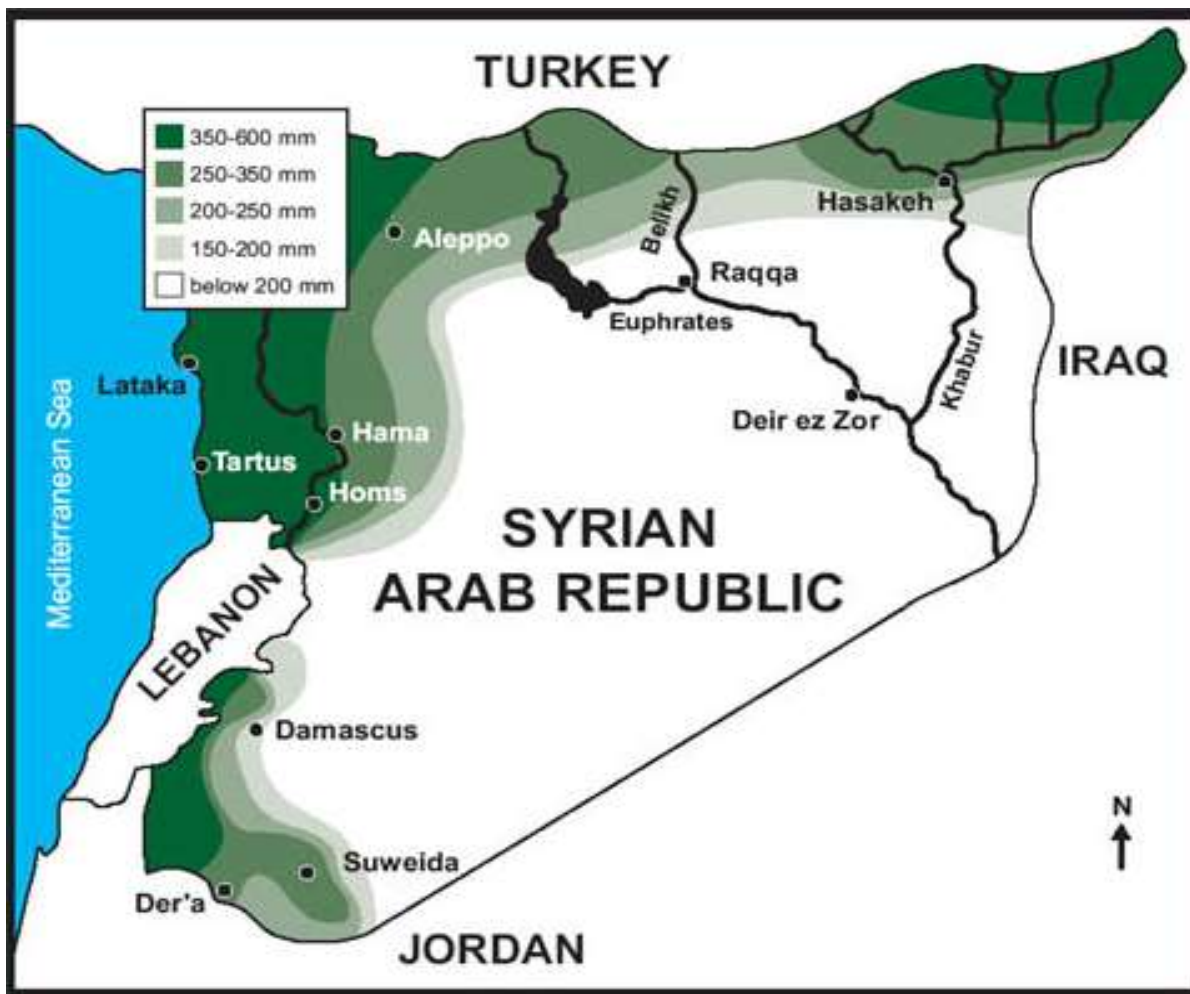 TURKEY
350-600 mm
250-350 mm
200-250 mm
150-200 mm
below 200 mm
Hasakeh
Belikh
Aleppo
Raqqa
Euphrates
IRAQ
Khabur
Lataka
Mediterranean Sea
Deir ez Zor
Hama
Tartus
Homs
SYRIAN
ARAB REPUBLIC
LEBANON
Damascus
N
Suweida
Der'a
JORDAN